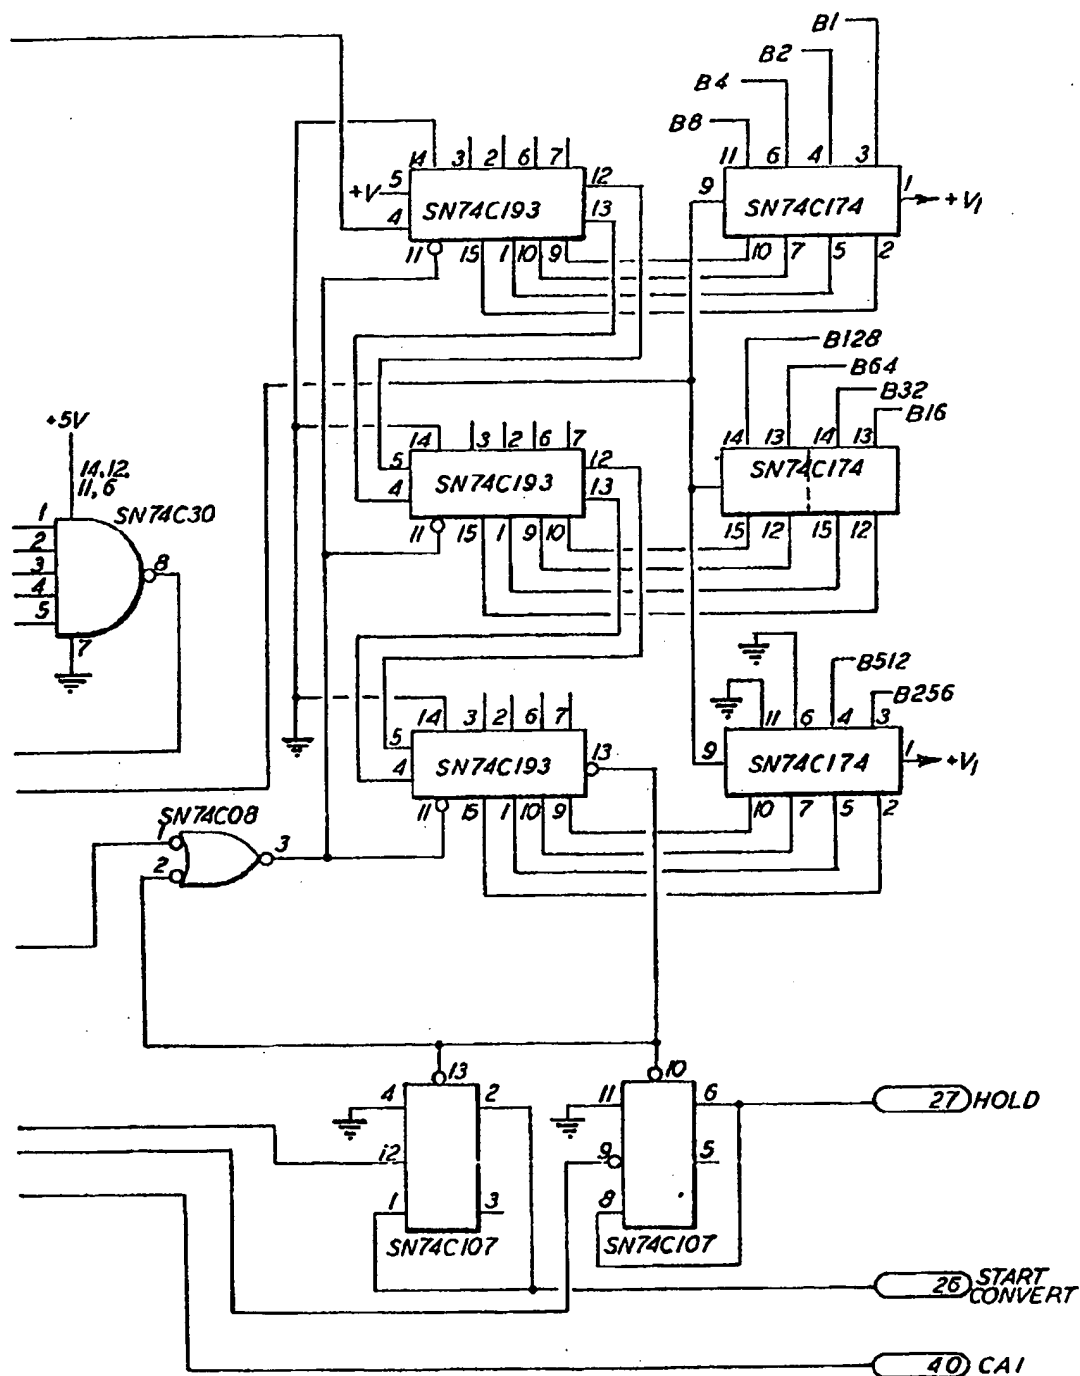 B1
B2
B4
B8
14 3 2 6 7
11 6 4 3
+V 5
12
SN74C193
4
13
9
SN74C174
1
+V1
11 15 1 10 9
10 7 5 2
B128
B64
B32
B16
+5V
14, 12,
11, 6
SN74C30
1
2
3
4
5
8
7
14 3 2 6 7
14 13 14 13
5
12
SN74C193
4
13
SN74C174
11 15 1 9 10
15 12 15 12
B512
B256
14 3 2 6 7
11 6 4 3
5
13
SN74C193
4
9
SN74C174
1
+V1
11 15 1 10 9
10 7 5 2
SN74C08
1
2
3
13
10
4
2
12
1
3
SN74C107
11
6
9
5
8
SN74C107
27 HOLD
26 START
CONVERT
40 CA1